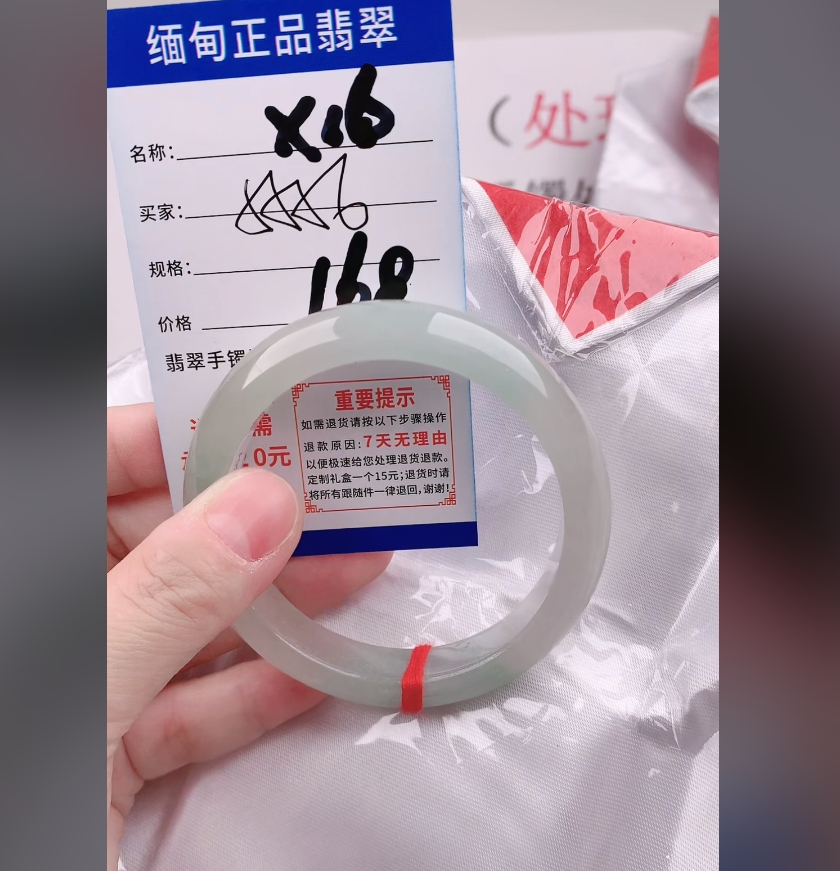 缅甸正品翡翠
（处理
名称: X16
买家:
规格:
168
价格
翡翠手镯
需
0元
重要提示
如需退货请按以下步骤操作
退款原因:7天无理由
以便极速给您处理退货退款。
定制礼盒一个15元;退货时请
将所有跟随件一律退回,谢谢!